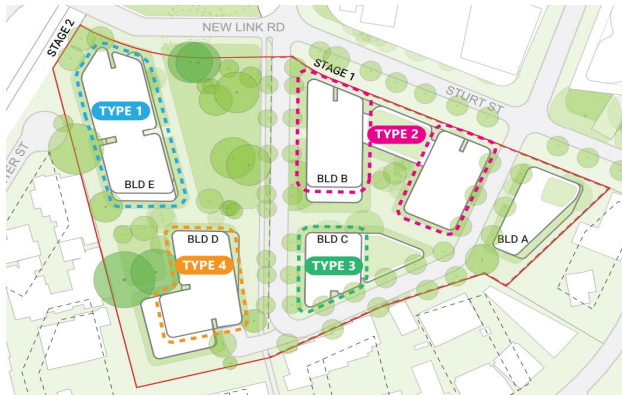 NEW LINK RD
STAGE 2
STAGE 1
STURT ST
TYPE 1
TYPE 2
BLD B
BLD E
BLD A
BLD D
BLD C
TYPE 4
TYPE 3